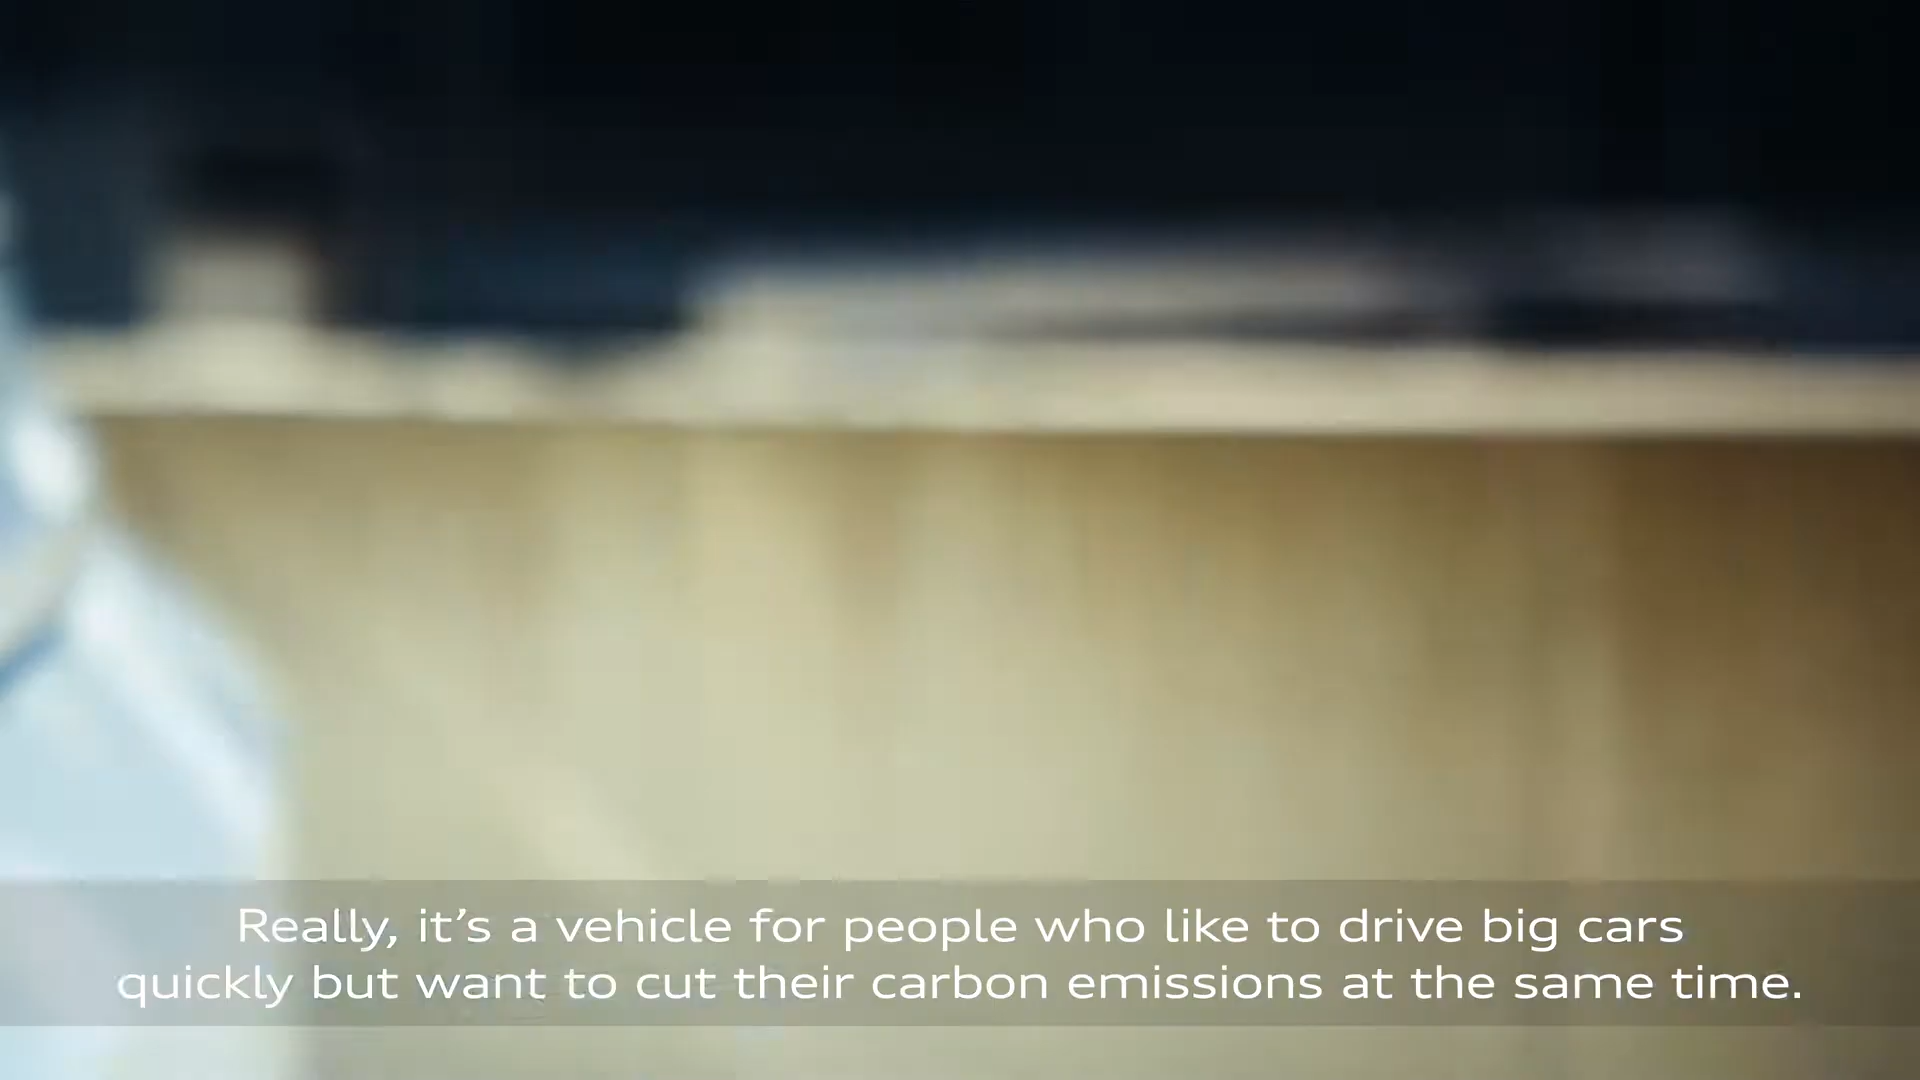 Really, it’s a vehicle for people who like to drive big cars
quickly but want to cut their carbon emissions at the same time.